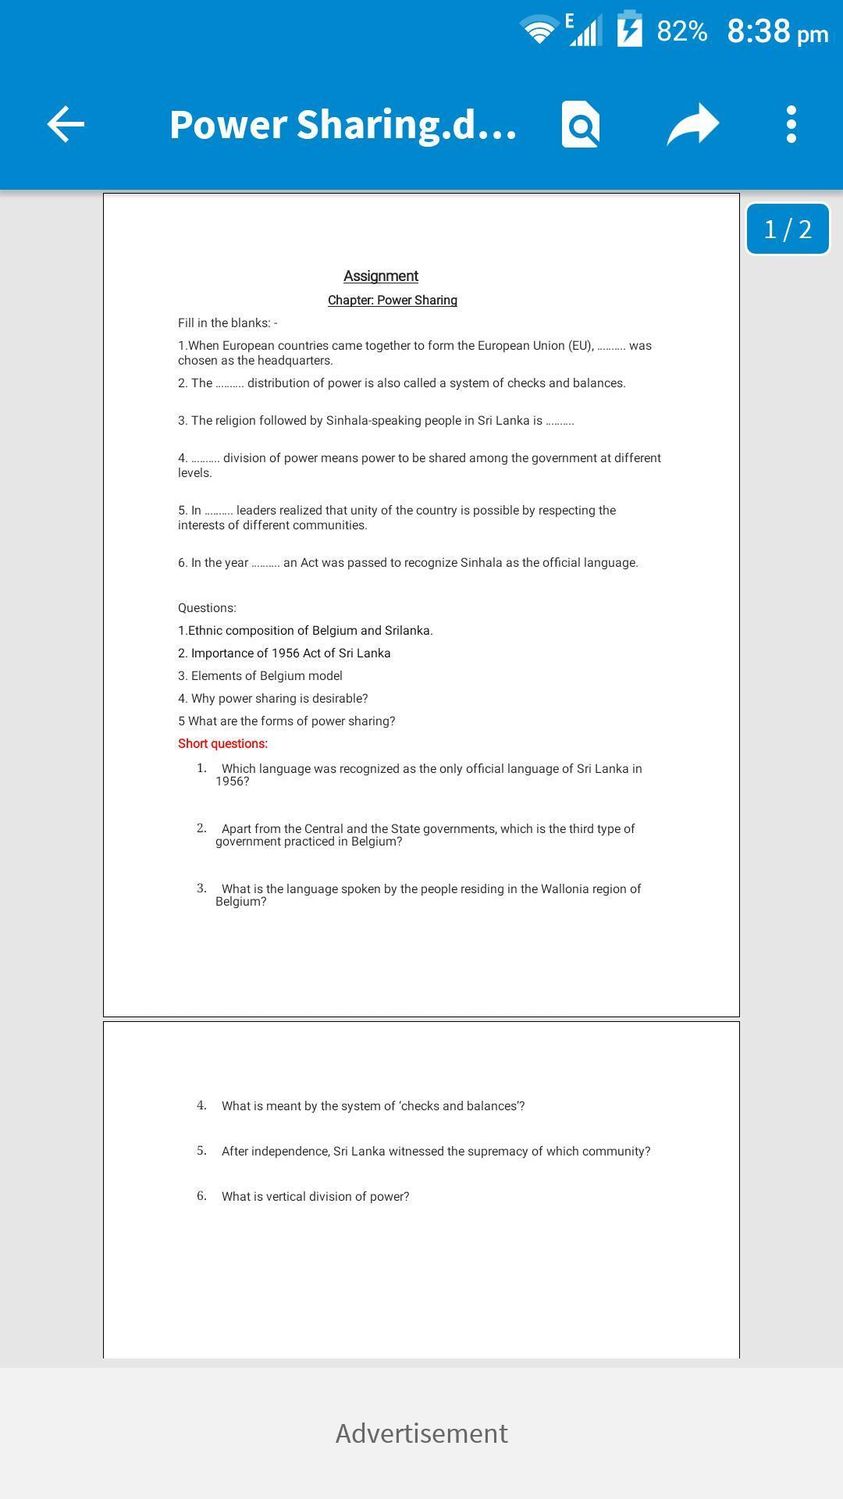 E 82% 8:38 pm
Power Sharing.d...
1 / 2
Assignment
Chapter: Power Sharing
Fill in the blanks: -
1.When European countries came together to form the European Union (EU), .......... was
chosen as the headquarters.
2. The .......... distribution of power is also called a system of checks and balances.
3. The religion followed by Sinhala-speaking people in Sri Lanka is ..........
4. .......... division of power means power to be shared among the government at different
levels.
5. In .......... leaders realized that unity of the country is possible by respecting the
interests of different communities.
6. In the year .......... an Act was passed to recognize Sinhala as the official language.
Questions:
1.Ethnic composition of Belgium and Srilanka.
2. Importance of 1956 Act of Sri Lanka
3. Elements of Belgium model
4. Why power sharing is desirable?
5 What are the forms of power sharing?
Short questions:
1. Which language was recognized as the only official language of Sri Lanka in
1956?
2. Apart from the Central and the State governments, which is the third type of
government practiced in Belgium?
3. What is the language spoken by the people residing in the Wallonia region of
Belgium?
4. What is meant by the system of ‘checks and balances’?
5. After independence, Sri Lanka witnessed the supremacy of which community?
6. What is vertical division of power?
Advertisement